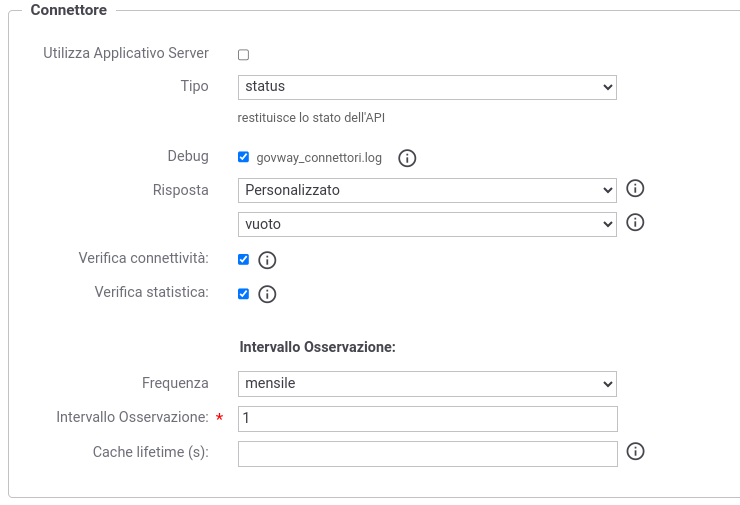 Connettore
Utilizza Applicativo Server
Tipo status
restituisce lo stato dell'API
Debug govway_connettori.log
Risposta Personalizzato
vuoto
Verifica connettività:
Verifica statistica:
Intervallo Osservazione:
Frequenza mensile
Intervallo Osservazione: * 1
Cache lifetime (s):